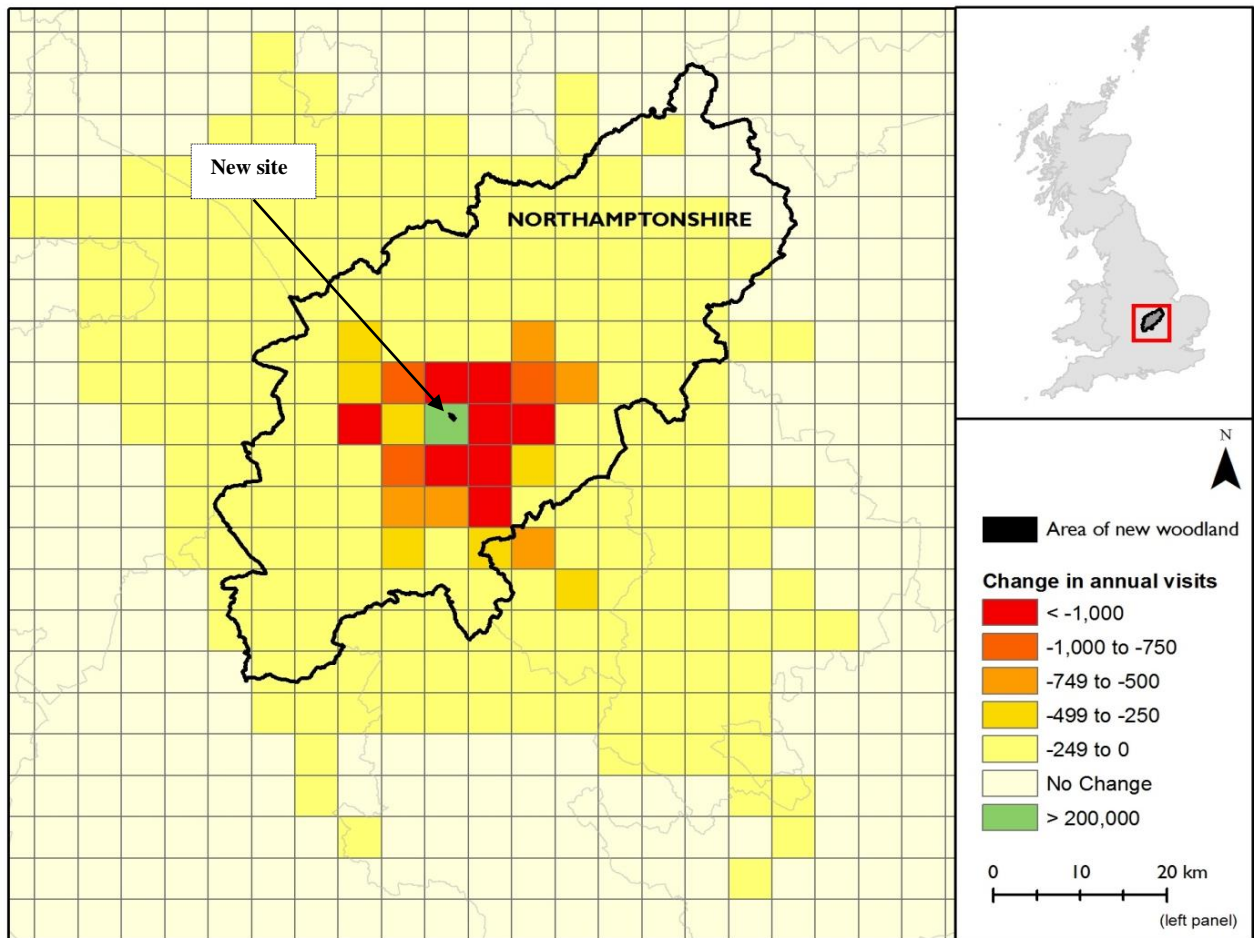 New site
NORTHAMPTONSHIRE
N
Area of new woodland
Change in annual visits
< -1,000
-1,000 to -750
-749 to -500
-499 to -250
-249 to 0
No Change
> 200,000
0 10 20 km
(left panel)